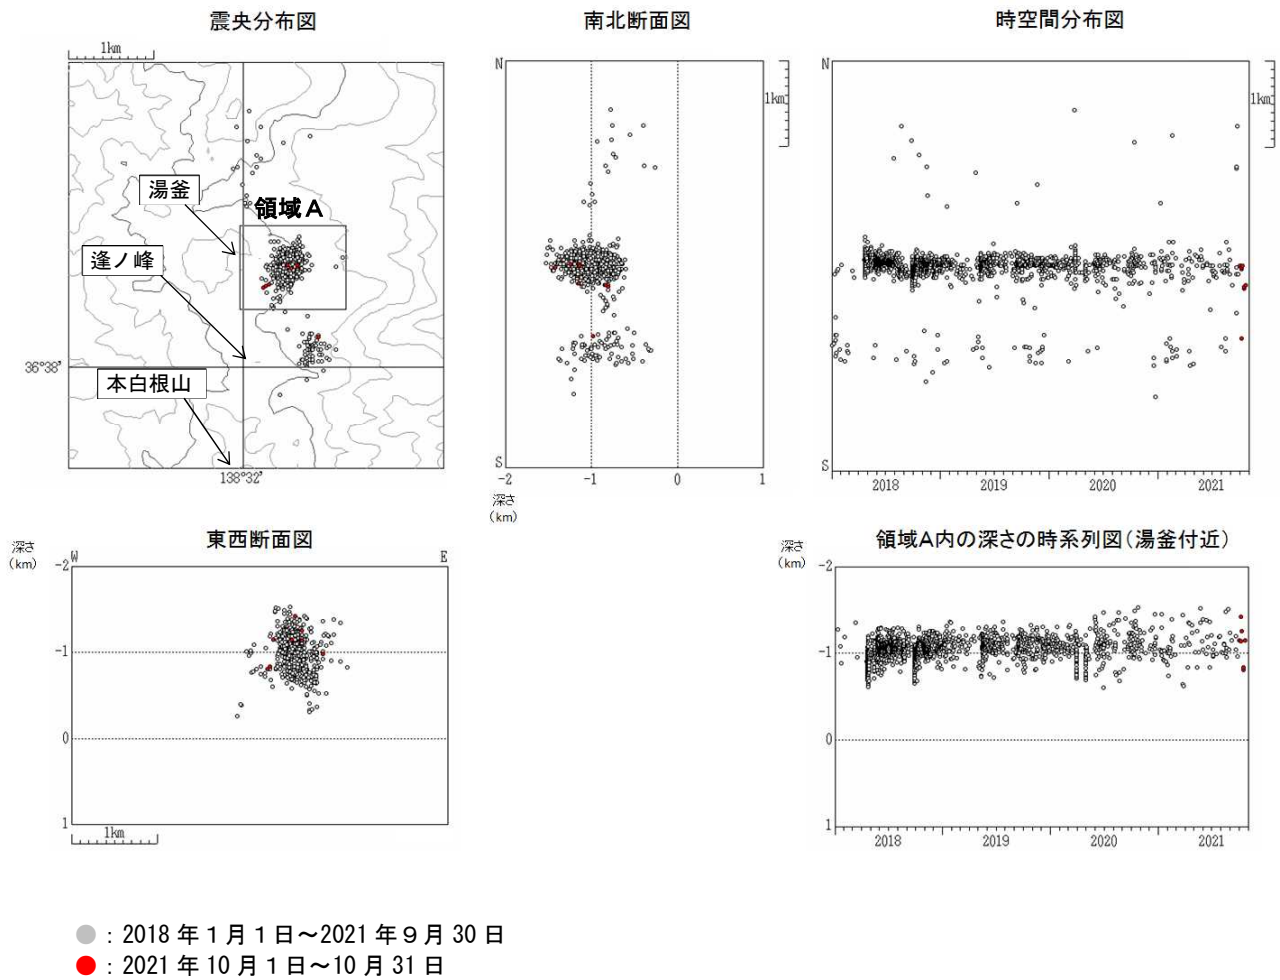 震央分布図
南北断面図
時空間分布図
1km
湯釜
領域A
逢ノ峰
本白根山
36°38'
138°32'
N
S
-2
-1
0
1
深さ
(km)
1km
N
S
1km
2018
2019
2020
2021
東西断面図
深さ
(km)
W
E
-2
-1
0
1
1km
領域A内の深さの時系列図(湯釜付近)
深さ
(km)
-2
-1
0
1
2018
2019
2020
2021
:2018年1月1日~2021年9月30日
:2021年10月1日~10月31日